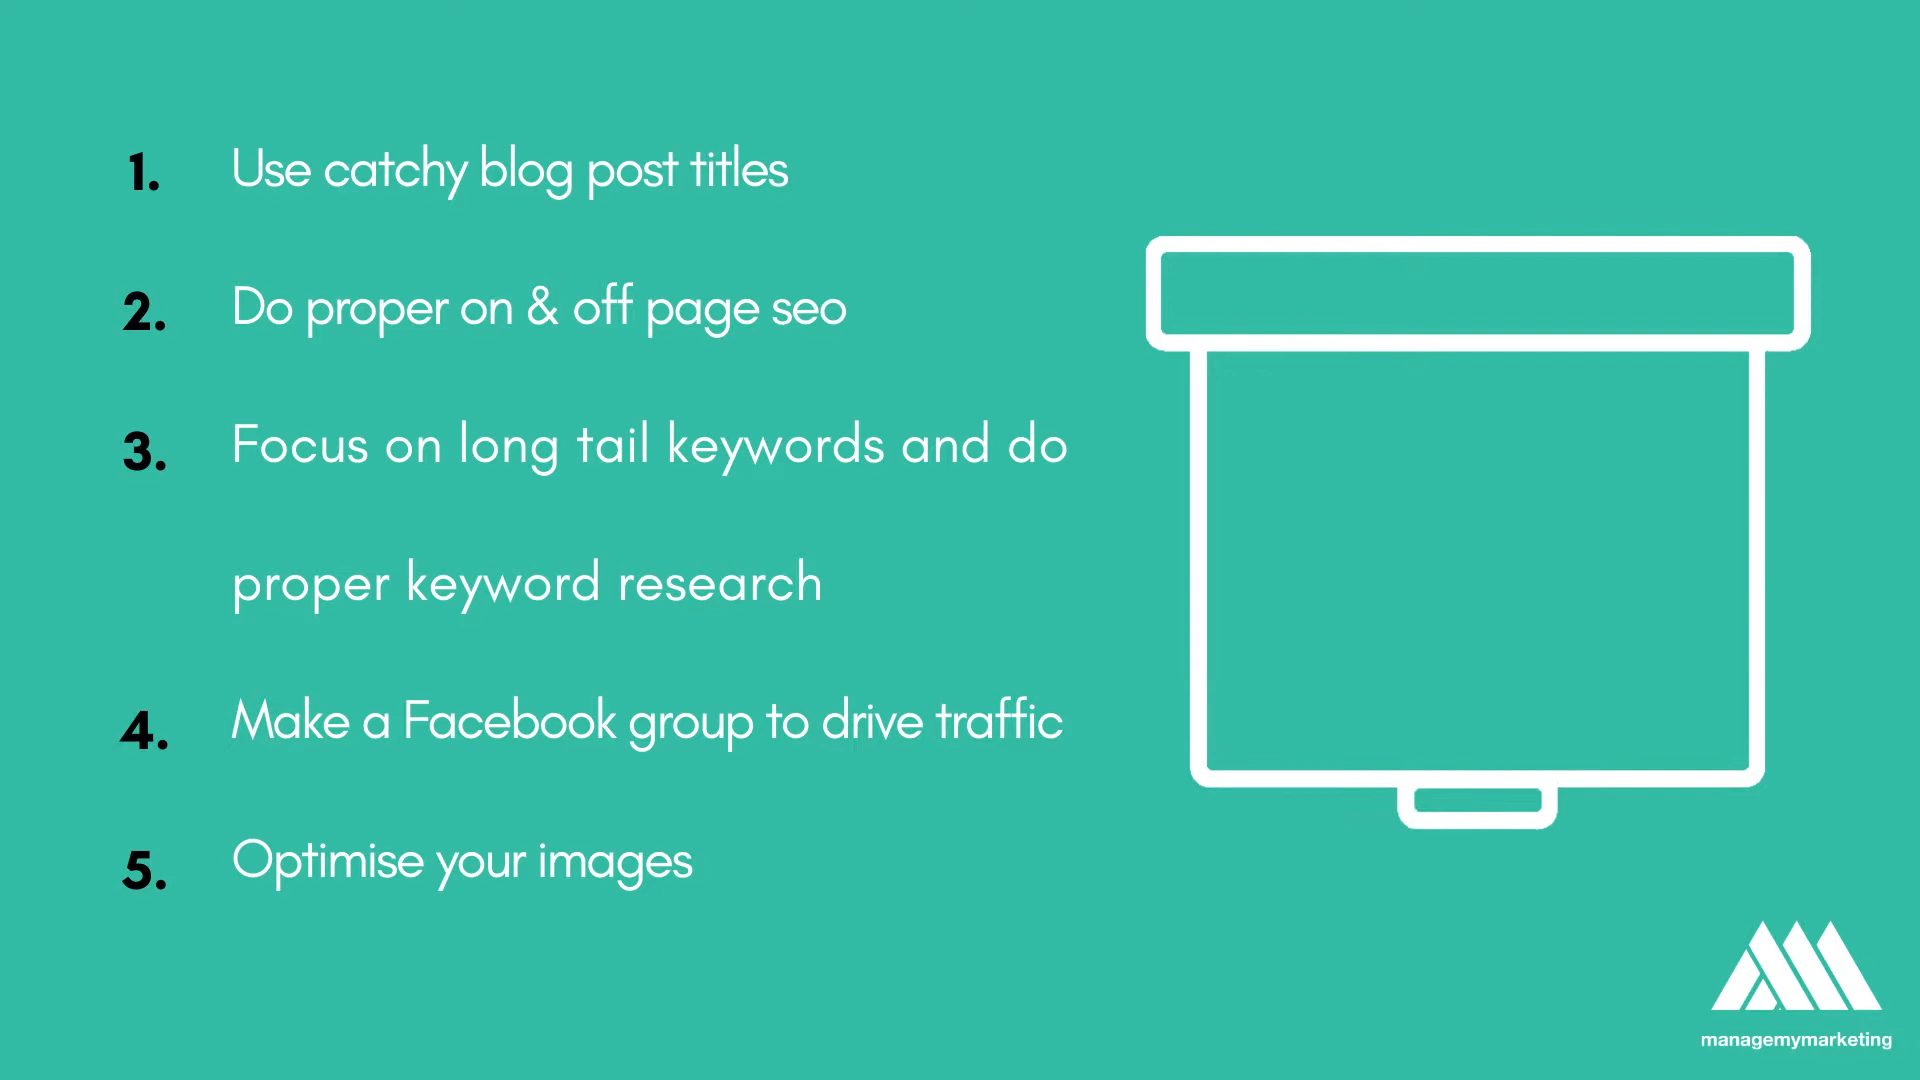 1. Use catchy blog post titles
2. Do proper on & off page seo
3. Focus on long tail keywords and do
proper keyword research
4. Make a Facebook group to drive traffic
5. Optimise your images
managemymarketing